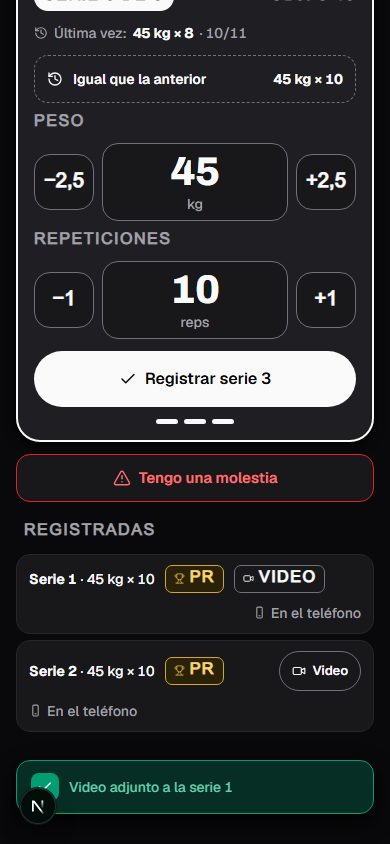 Última vez: 45 kg × 8 · 10/11
Igual que la anterior 45 kg × 10
PESO
−2,5 45 kg +2,5
REPETICIONES
−1 10 reps +1
Registrar serie 3
Tengo una molestia
REGISTRADAS
Serie 1 · 45 kg × 10 PR VIDEO
En el teléfono
Serie 2 · 45 kg × 10 PR Video
En el teléfono
Video adjunto a la serie 1
N